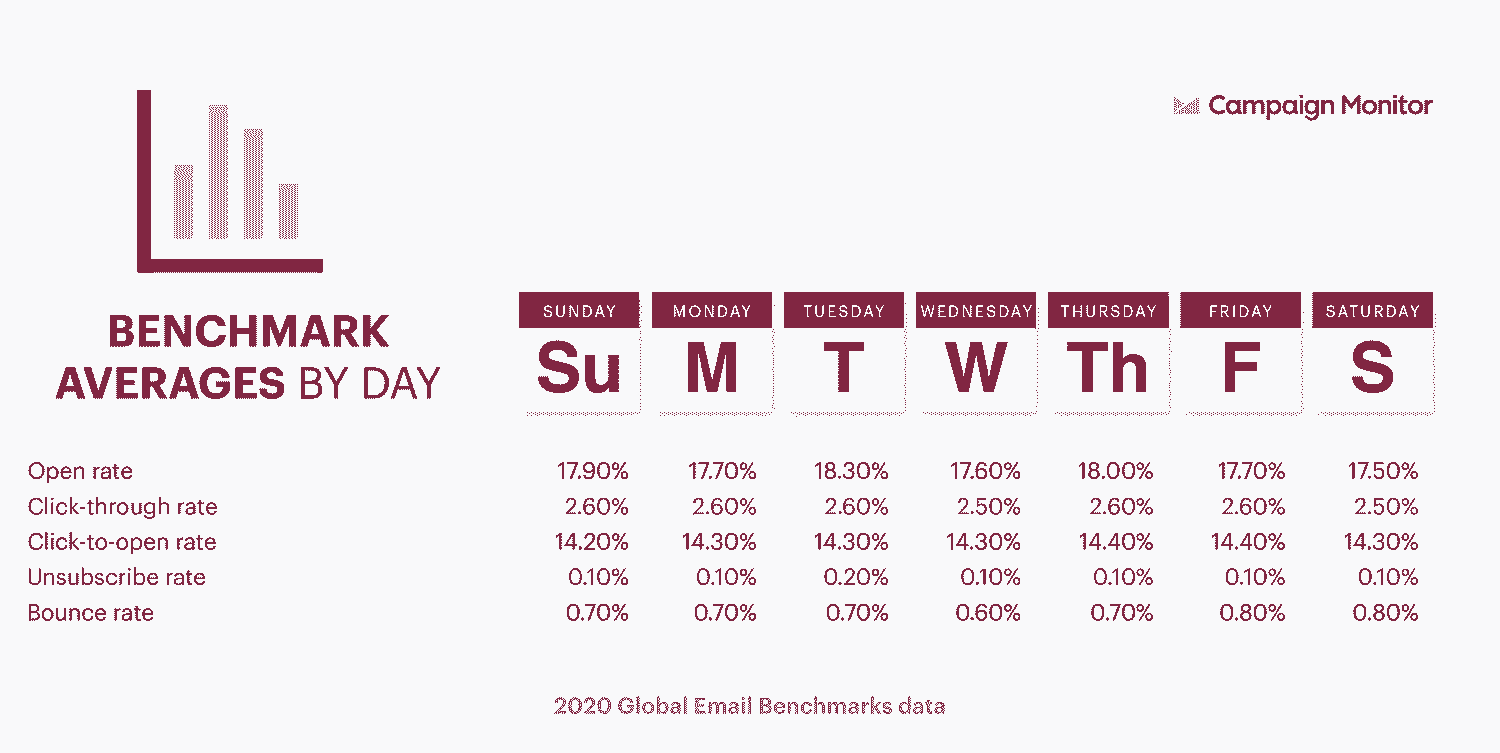 Campaign Monitor
BENCHMARK
AVERAGES BY DAY
SUNDAY MONDAY TUESDAY WEDNESDAY THURSDAY FRIDAY SATURDAY
Su M T W Th F S
Open rate 17.90% 17.70% 18.30% 17.60% 18.00% 17.70% 17.50%
Click-through rate 2.60% 2.60% 2.60% 2.50% 2.60% 2.60% 2.50%
Click-to-open rate 14.20% 14.30% 14.30% 14.30% 14.40% 14.40% 14.30%
Unsubscribe rate 0.10% 0.10% 0.20% 0.10% 0.10% 0.10% 0.10%
Bounce rate 0.70% 0.70% 0.70% 0.60% 0.70% 0.80% 0.80%
2020 Global Email Benchmarks data